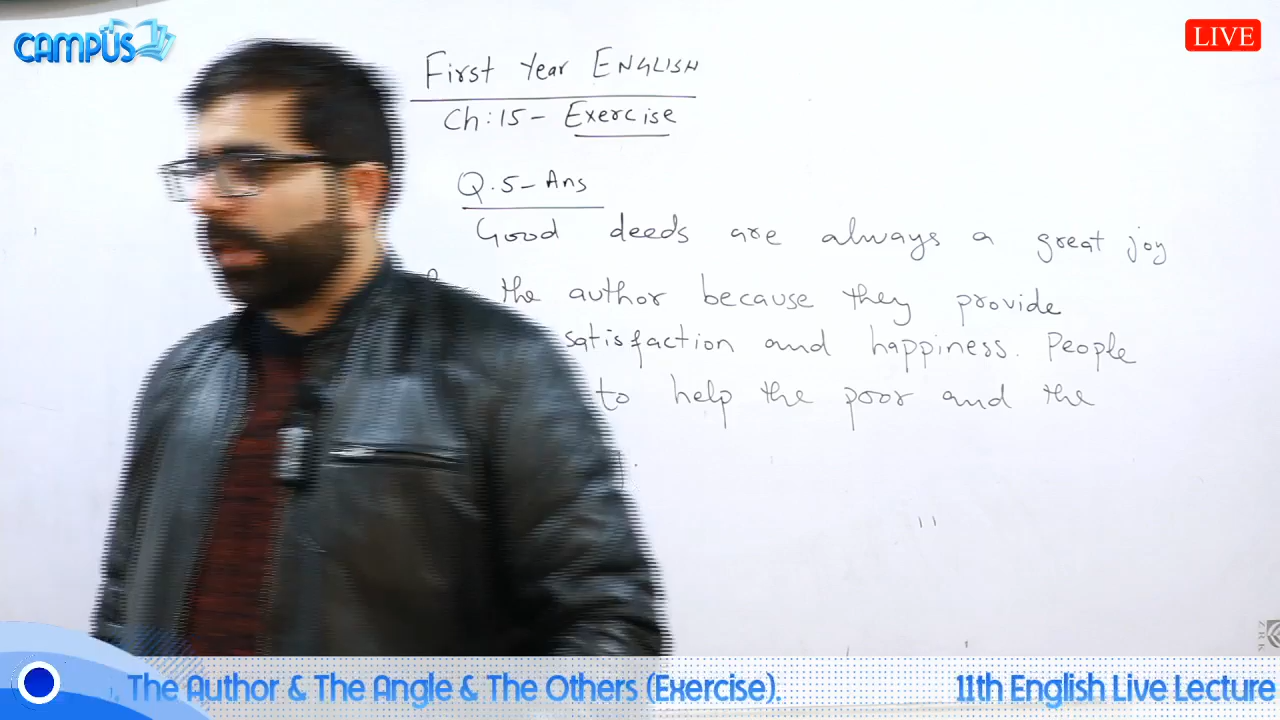 CAMPUS
LIVE
First Year ENGLISH
Ch:15- Exercise
Q.5- Ans
Good deeds are always a great joy
the author because they provide
satisfaction and happiness. People
to help the poor and the
The Author & The Angle & The Others (Exercise). 11th English Live Lecture